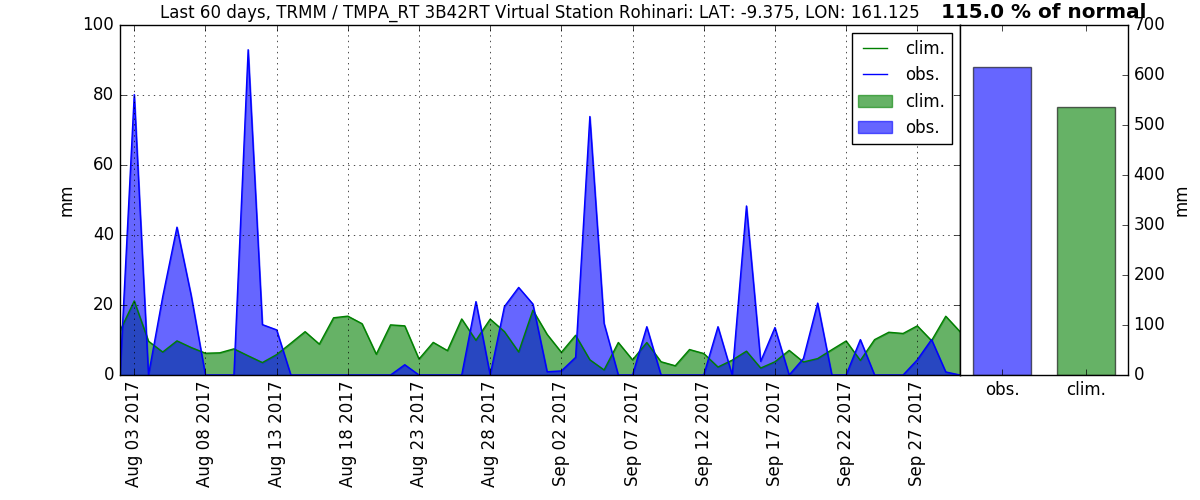 Last 60 days, TRMM / TMPA_RT 3B42RT Virtual Station Rohinari: LAT: -9.375, LON: 161.125
115.0 % of normal
100
80
60
40
20
0
mm
clim.
obs.
clim.
obs.
700
600
500
400
300
200
100
0
mm
Aug 03 2017
Aug 08 2017
Aug 13 2017
Aug 18 2017
Aug 23 2017
Aug 28 2017
Sep 02 2017
Sep 07 2017
Sep 12 2017
Sep 17 2017
Sep 22 2017
Sep 27 2017
obs.
clim.